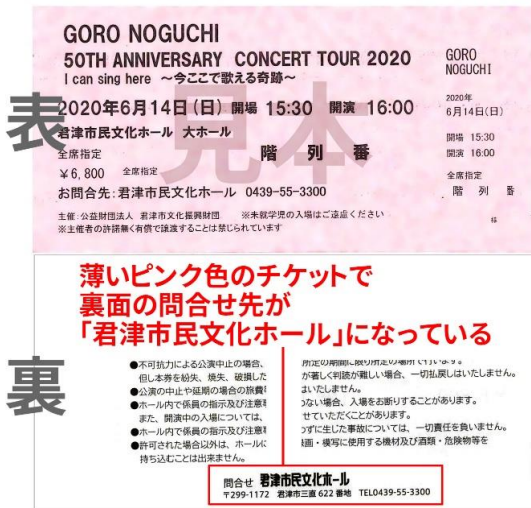 GORO NOGUCHI
50TH ANNIVERSARY CONCERT TOUR 2020
I can sing here ～今ここで歌える奇跡～
2020年6月14日(日) 開場 15:30 開演 16:00
君津市民文化ホール 大ホール
全席指定
階 列 番
￥6,800 全席指定
お問合先:君津市民文化ホール 0439-55-3300
主催:公益財団法人 君津市文化振興財団 ※未就学児の入場はご遠慮ください
※主催者の許諾無く有償で譲渡することは禁じられています
GORO
NOGUCHI
2020年
6月14日(日)
開場 15:30
開演 16:00
全席指定
階 列 番
様
見本
表
薄いピンク色のチケットで
裏面の問合せ先が
「君津市民文化ホール」になっている
裏
●不可抗力による公演中止の場合、
但し本券を紛失、焼失、破損した
●公演の中止や延期の場合の旅費
●ホール内で係員の指示及び注意
また、開演中の入場については、
●ホール内で係員の指示及び注意
●許可された場合以外は、ホールに
持ち込むことは出来ません。
所定の期間に限り所定の場所で行います。
が著しく判読が難しい場合、一切払戻しはいたしません。
はいたしません。
ない場合、入場をお断りすることがあります。
せていただくことがあります。
つずに生じた事故については、一切責任を負いません。
画・模写に使用する機材及び酒類・危険物等を
問合せ 君津市民文化ホール
〒299-1172 君津市三直622番地 TEL0439-55-3300